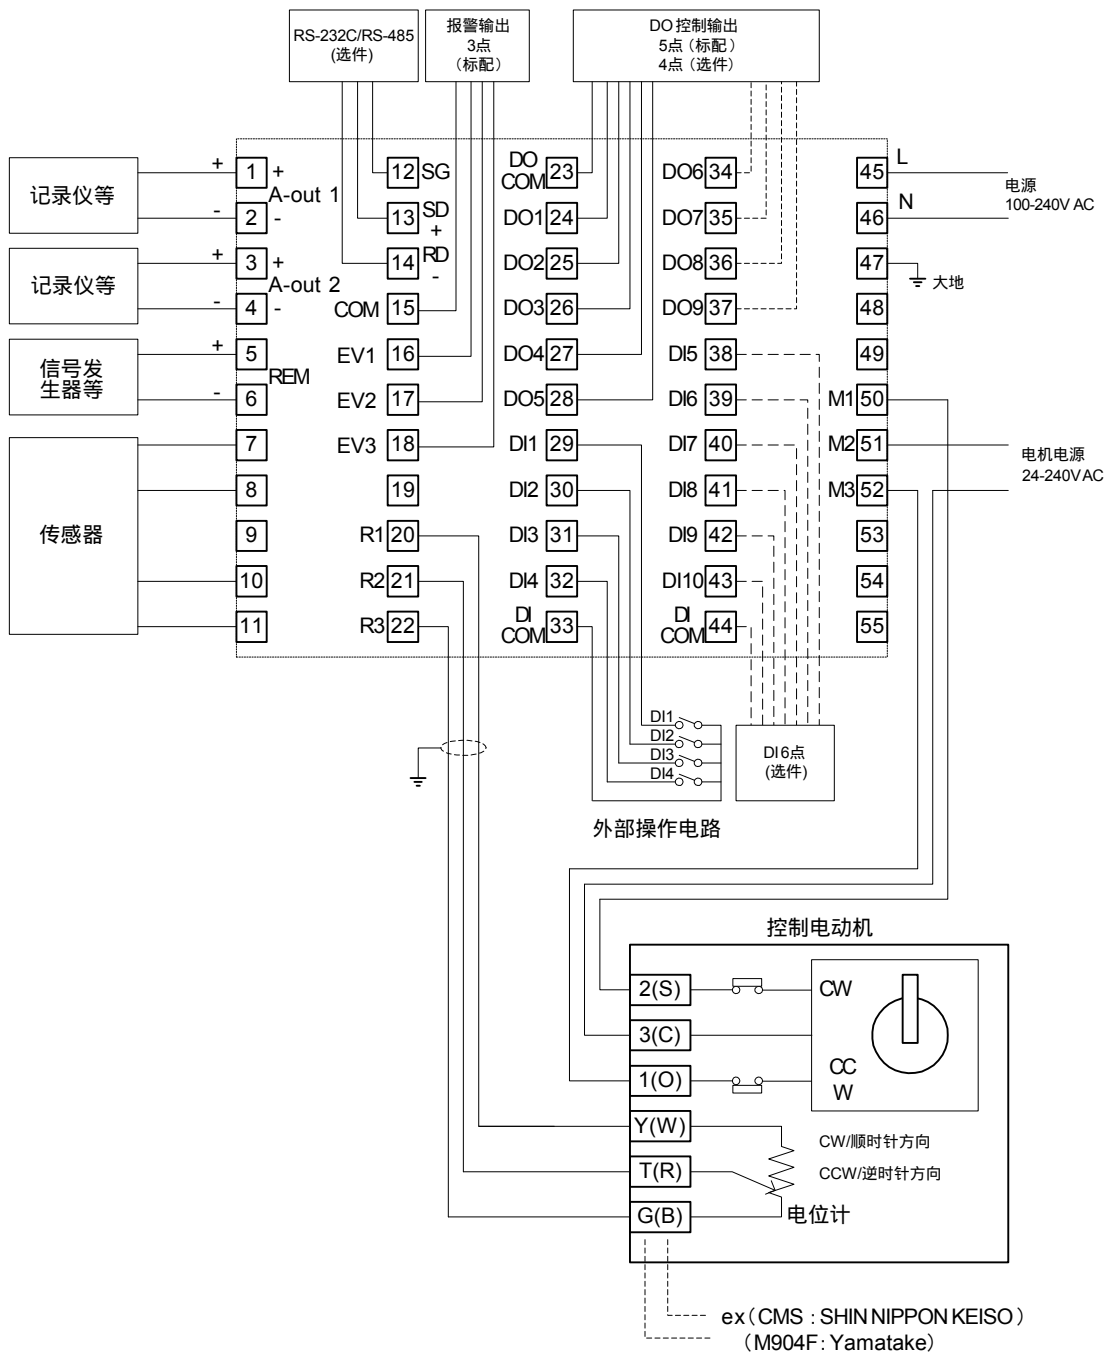 RS-232C/RS-485
(选件)
报警输出
3点
(标配)
DO 控制输出
5点 (标配)
4点 (选件)
记录仪等
+
-
1
+
A-out 1
2
-
记录仪等
+
-
3
+
A-out 2
4
-
信号发
生器等
+
-
5
REM
6
传感器
7
8
9
10
11
12 SG
13 SD
+
14 RD
-
COM 15
EV1 16
EV2 17
EV3 18
19
R1 20
R2 21
R3 22
DO
COM 23
DO1 24
DO2 25
DO3 26
DO4 27
DO5 28
DI1 29
DI2 30
DI3 31
DI4 32
DI
COM 33
DO6 34
DO7 35
DO8 36
DO9 37
DI5 38
DI6 39
DI7 40
DI8 41
DI9 42
DI10 43
DI
COM 44
45 L
46 N
电源
100-240V AC
47
大地
48
49
M1 50
M2 51
M3 52
电机电源
24-240V AC
53
54
55
DI1
DI2
DI3
DI4
外部操作电路
DI 6点
(选件)
控制电动机
2(S)
CW
3(C)
1(O)
CC
W
Y(W)
T(R)
G(B)
CW/顺时针方向
CCW/逆时针方向
电位计
ex(CMS : SHIN NIPPON KEISO)
(M904F: Yamatake)